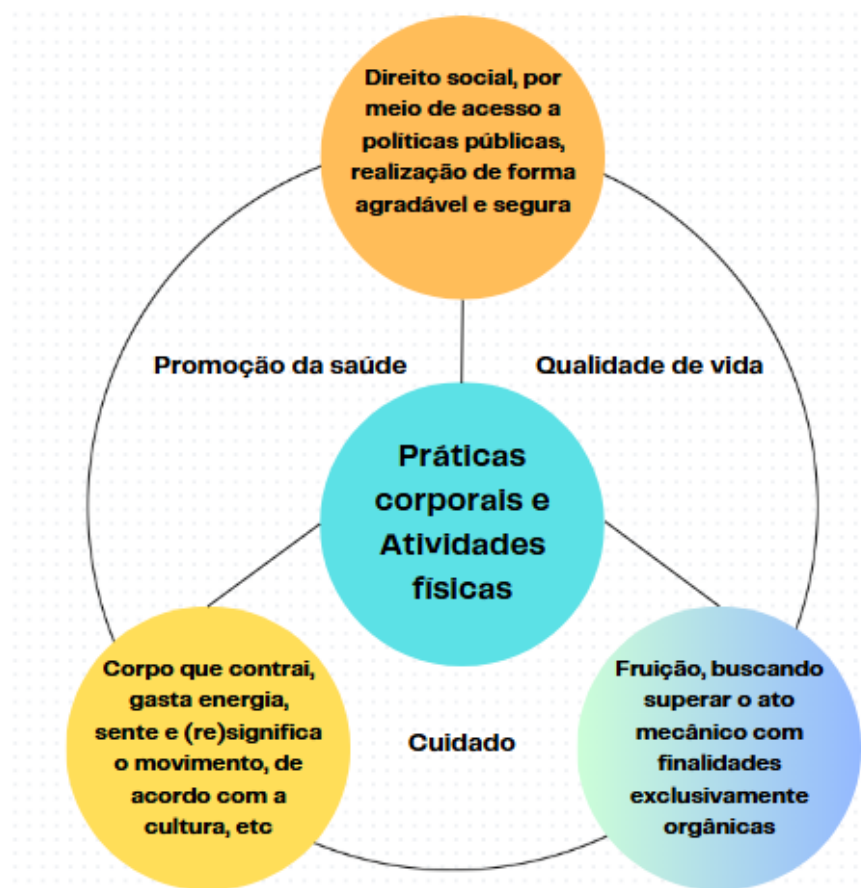 Direito social, por
meio de acesso a
políticas públicas,
realização de forma
agradável e segura
Promoção da saúde
Qualidade de vida
Práticas
corporais e
Atividades
físicas
Corpo que contrai,
gasta energia,
sente e (re)significa
o movimento, de
acordo com a
cultura, etc
Cuidado
Fruição, buscando
superar o ato
mecânico com
finalidades
exclusivamente
orgânicas